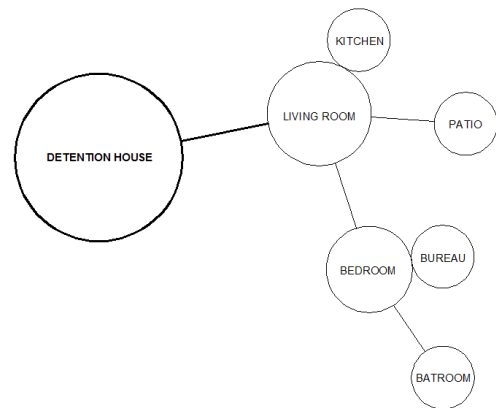 KITCHEN
LIVING ROOM
PATIO
DETENTION HOUSE
BEDROOM
BUREAU
BATROOM